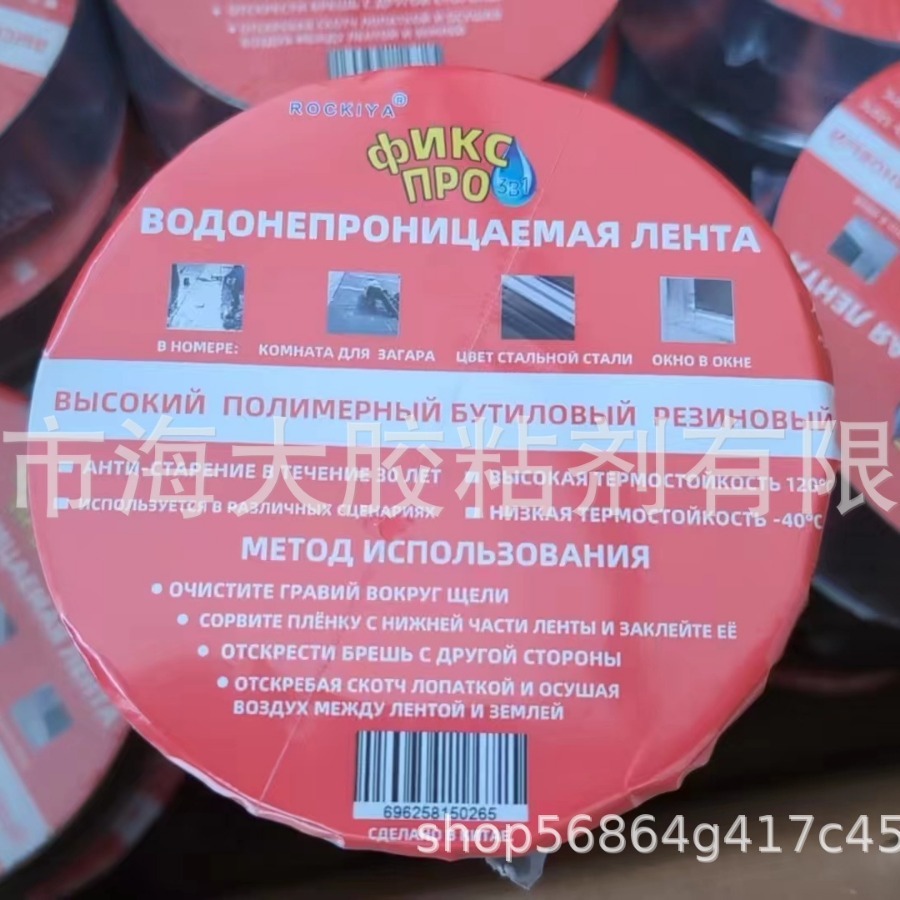 ROCKIYA®
ФИКС
ПРО 331
ВОДОНЕПРОНИЦАЕМАЯ ЛЕНТА
В НОМЕРЕ: КОМНАТА ДЛЯ ЗАГАРА ЦВЕТ СТАЛЬНОЙ СТАЛИ ОКНО В ОКНЕ
ВЫСОКИЙ ПОЛИМЕРНЫЙ БУТИЛОВЫЙ РЕЗИНОВЫЙ
市海大胶粘剂有限
АНТИ-СТАРЕНИЕ В ТЕЧЕНИЕ 30 ЛЕТ ВЫСОКАЯ ТЕРМОСТОЙКОСТЬ 120°
ИСПОЛЬЗУЕТСЯ В РАЗЛИЧНЫХ СЦЕНАРИЯХ НИЗКАЯ ТЕРМОСТОЙКОСТЬ -40°C
МЕТОД ИСПОЛЬЗОВАНИЯ
• ОЧИСТИТЕ ГРАВИЙ ВОКРУГ ЩЕЛИ
• СОРВИТЕ ПЛЁНКУ С НИЖНЕЙ ЧАСТИ ЛЕНТЫ И ЗАКЛЕЙТЕ ЕЁ
• ОТСКРЕСТИ БРЕШЬ С ДРУГОЙ СТОРОНЫ
• ОТСКРЕБАЯ СКОТЧ ЛОПАТКОЙ И ОСУШАЯ
ВОЗДУХ МЕЖДУ ЛЕНТОЙ И ЗЕМЛЕЙ
696258150265
СДЕЛАНО В КИТАЕ
shop56864g417c45